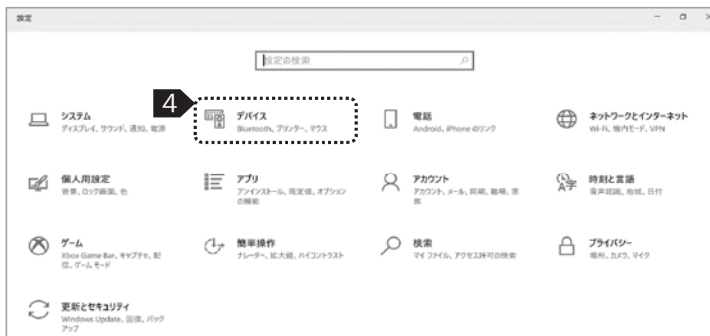 設定
設定の検索
4
システム
ディスプレイ、サウンド、通知、電源
デバイス
Bluetooth、プリンター、マウス
電話
Android、iPhone のリンク
ネットワークとインターネット
Wi-Fi、機内モード、VPN
個人用設定
背景、ロック画面、色
アプリ
アンインストール、既定値、オプション
の機能
アカウント
アカウント、メール、同期、職場、家
族
時刻と言語
音声認識、地域、日付
ゲーム
Xbox Game Bar、キャプチャ、配
信、ゲーム モード
簡単操作
ナレーター、拡大鏡、ハイコントラスト
検索
マイ ファイル、アクセス許可の検索
プライバシー
場所、カメラ、マイク
更新とセキュリティ
Windows Update、回復、バック
アップ